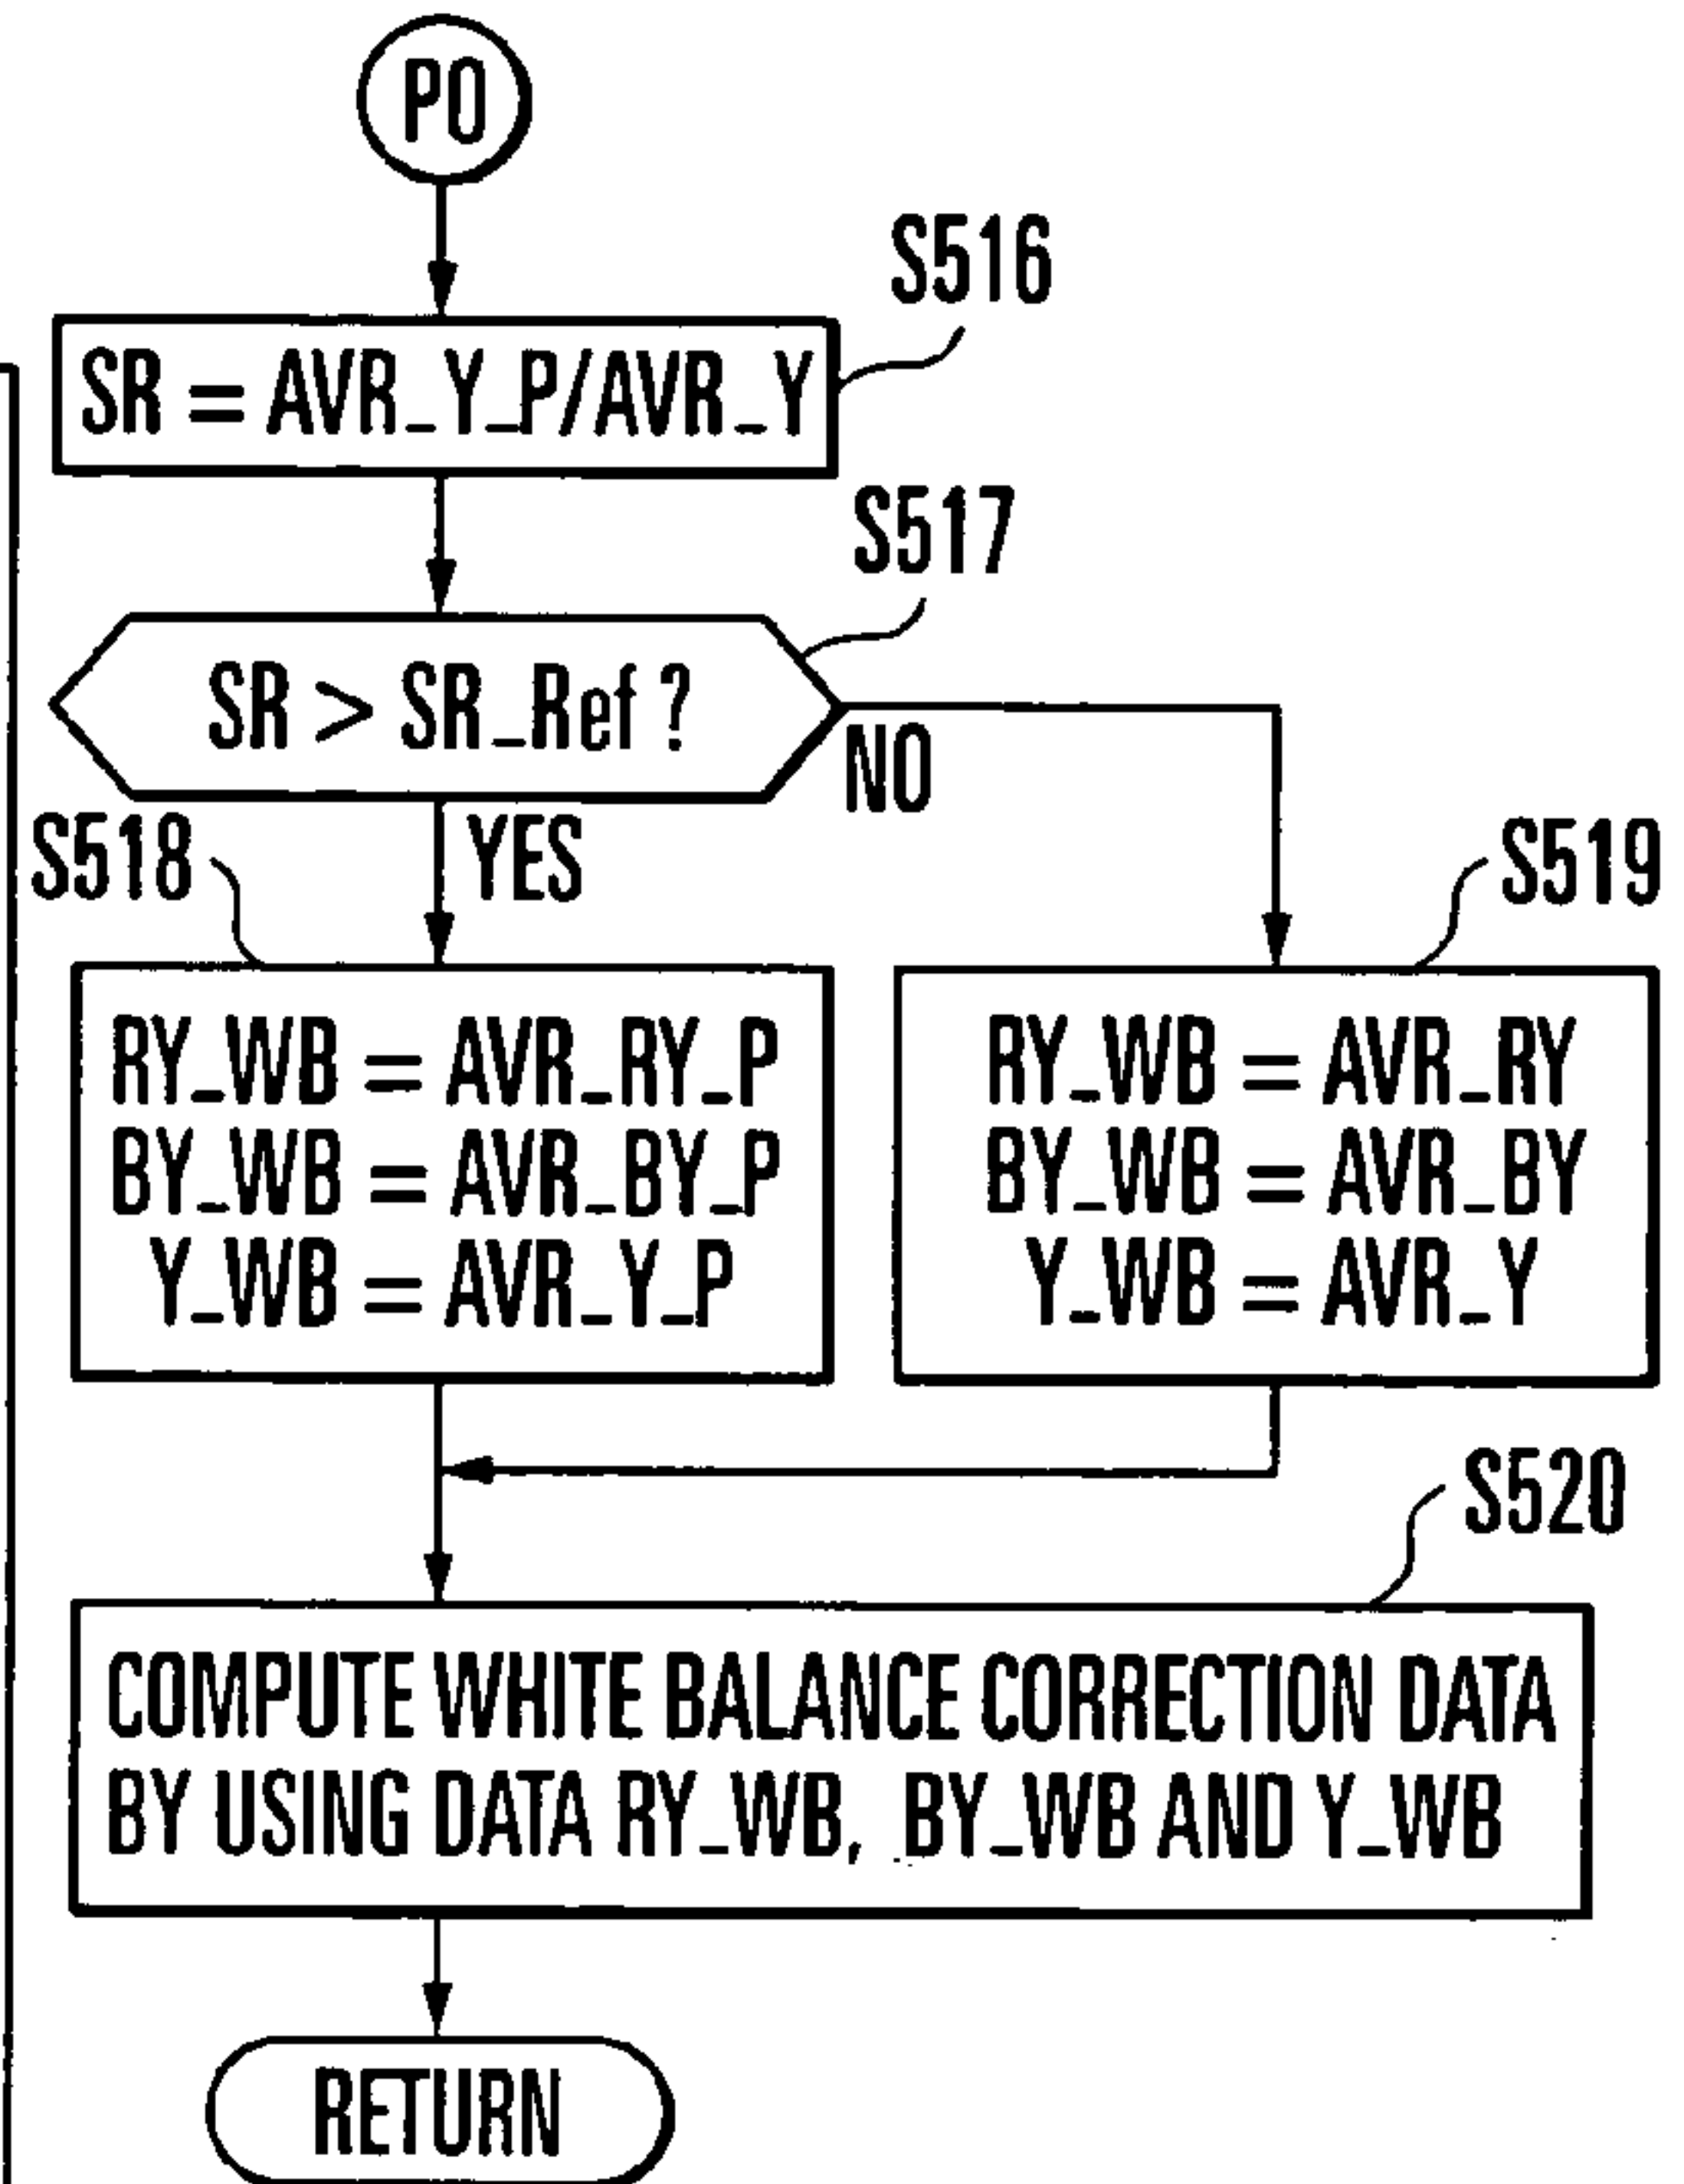 PO
S516
SR = AVR_Y_P/AVR_Y
S517
SR > SR_Ref ?
NO
S518
YES
S519
RY_WB = AVR_RY_P
BY_WB = AVR_BY_P
Y_WB = AVR_Y_P
RY_WB = AVR_RY
BY_WB = AVR_BY
Y_WB = AVR_Y
S520
COMPUTE WHITE BALANCE CORRECTION DATA
BY USING DATA RY_WB, BY_WB AND Y_WB
RETURN